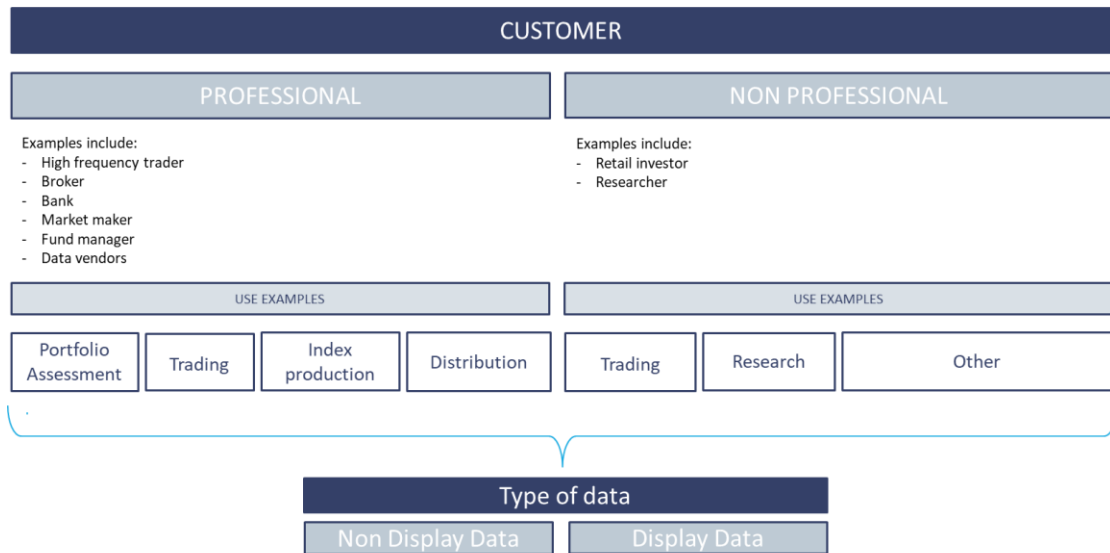 CUSTOMER
PROFESSIONAL
NON PROFESSIONAL
Examples include:
- High frequency trader
- Broker
- Bank
- Market maker
- Fund manager
- Data vendors
Examples include:
- Retail investor
- Researcher
USE EXAMPLES
USE EXAMPLES
Portfolio
Assessment
Trading
Index
production
Distribution
Trading
Research
Other
Type of data
Non Display Data
Display Data